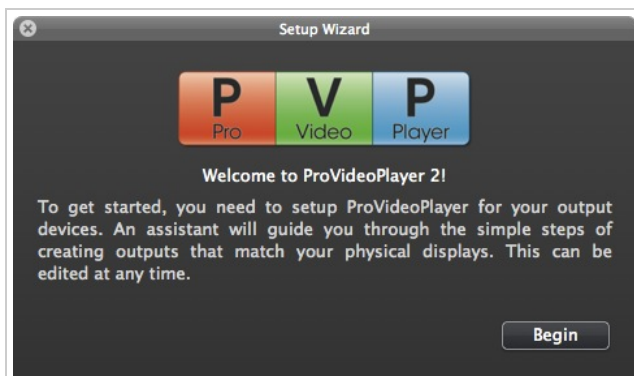 Setup Wizard
P V P
Pro Video Player
Welcome to ProVideoPlayer 2!
To get started, you need to setup ProVideoPlayer for your output
devices. An assistant will guide you through the simple steps of
creating outputs that match your physical displays. This can be
edited at any time.
Begin